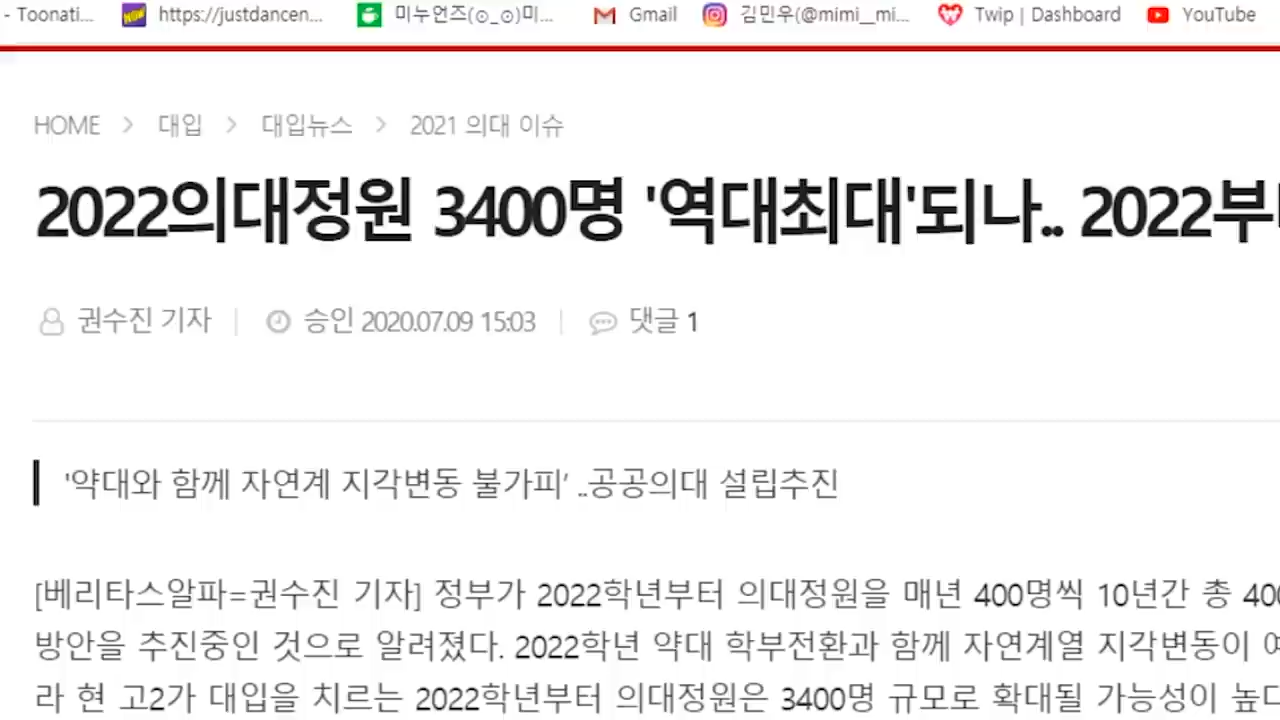 - Toonati... https://justdancen... 미누언즈(⊙_⊙)미... Gmail 김민우(@mimi__mi... Twip | Dashboard YouTube
HOME > 대입 > 대입뉴스 > 2021 의대 이슈
2022의대정원 3400명 '역대최대'되나.. 2022부
권수진 기자 | 승인 2020.07.09 15:03 | 댓글 1
'약대와 함께 자연계 지각변동 불가피' ..공공의대 설립추진
[베리타스알파=권수진 기자] 정부가 2022학년부터 의대정원을 매년 400명씩 10년간 총 400
방안을 추진중인 것으로 알려졌다. 2022학년 약대 학부전환과 함께 자연계열 지각변동이
라 현 고2가 대입을 치르는 2022학년부터 의대정원은 3400명 규모로 확대될 가능성이 높다